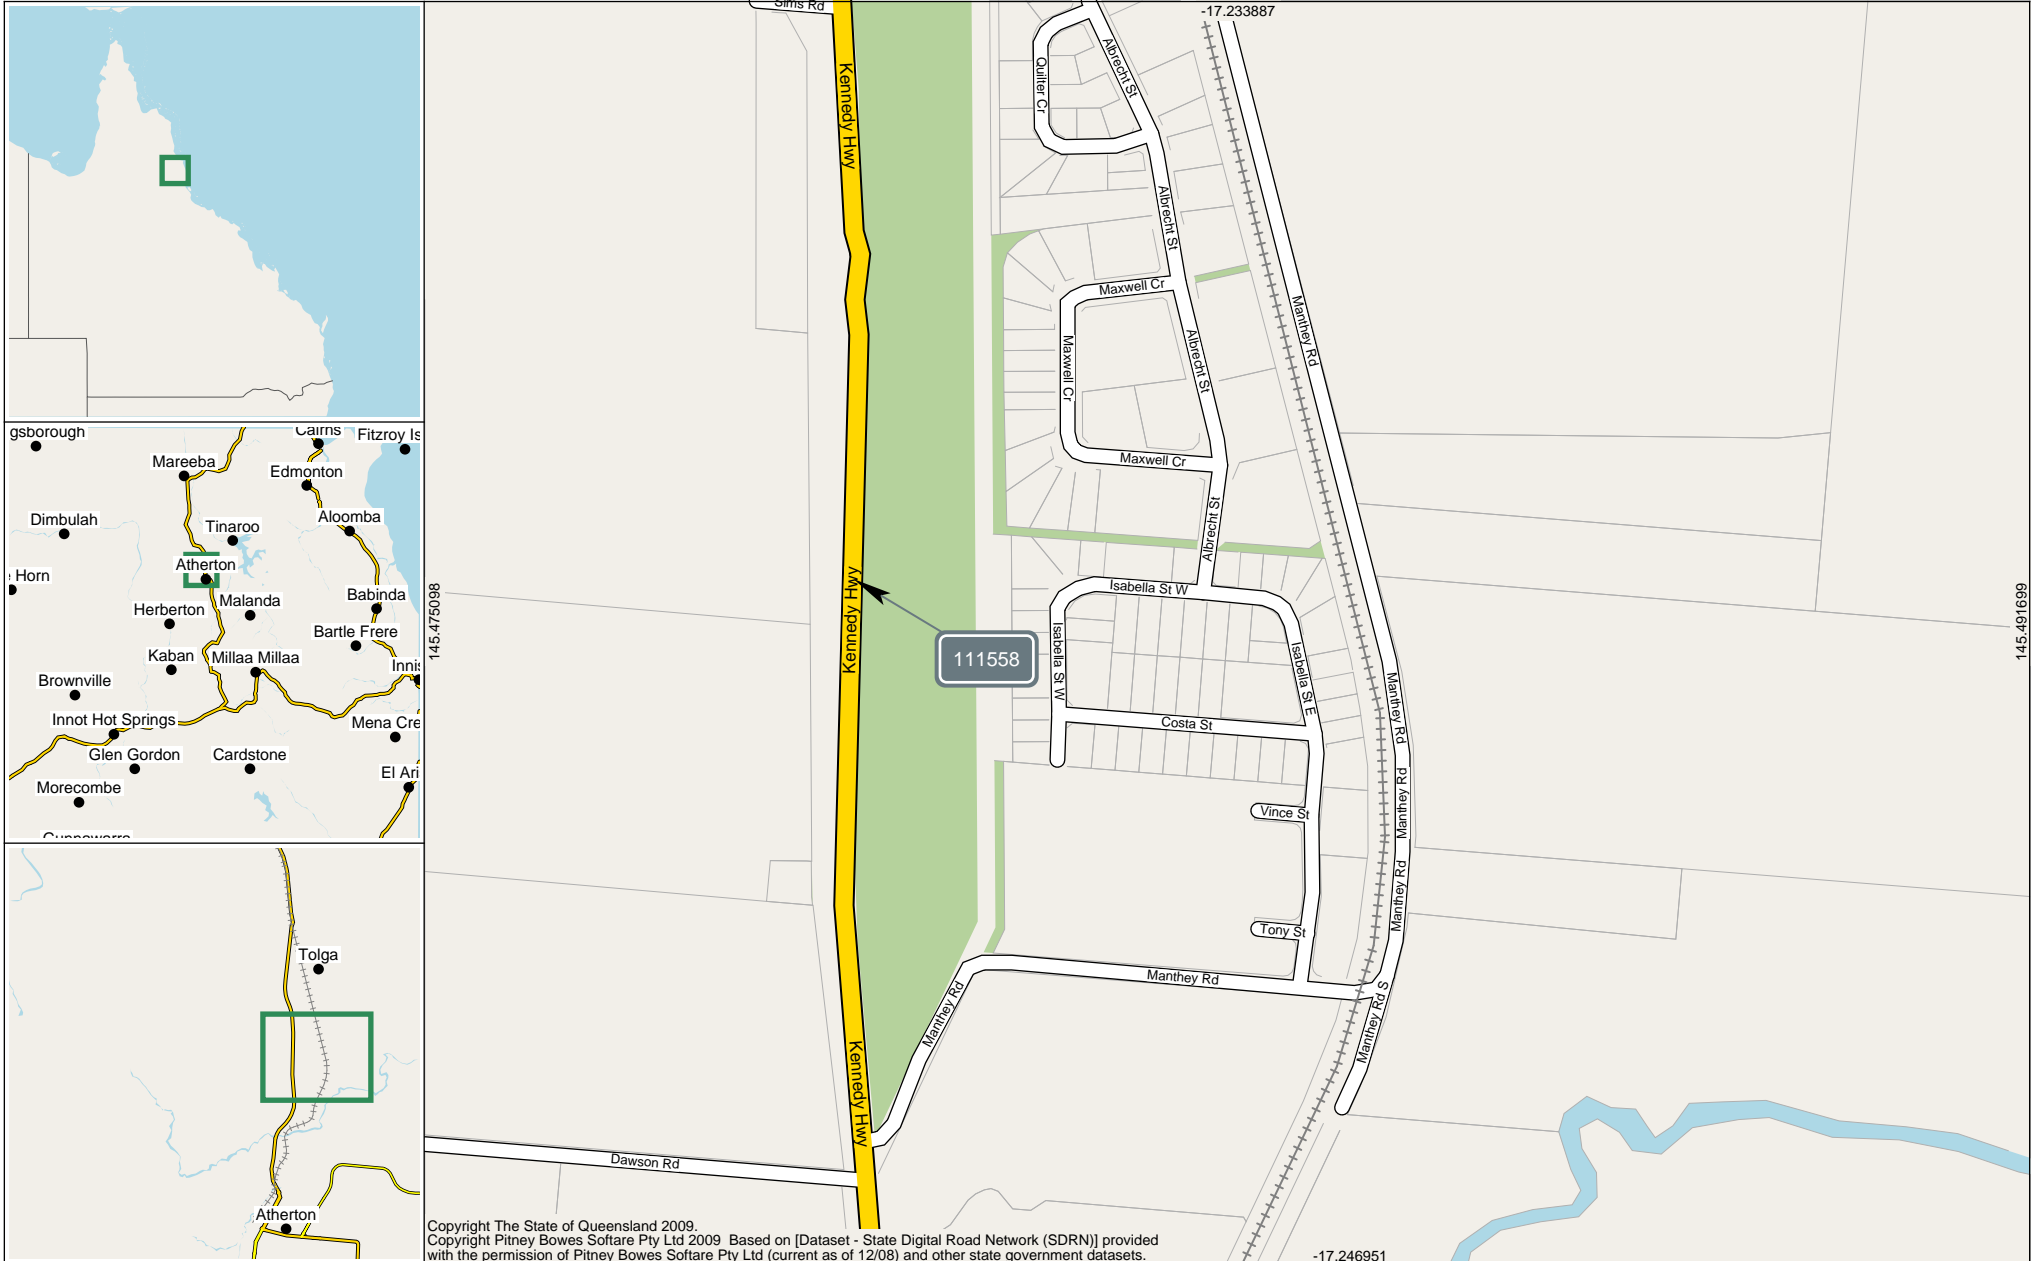 gsborough
Cairns
Fitzroy Is
Mareeba
Edmonton
Dimbulah
Tinaroo
Aloomba
Atherton
e Horn
Herberton
Malanda
Babinda
Bartle Frere
Kaban
Millaa Millaa
Innis
Brownville
Innot Hot Springs
Mena Cre
Glen Gordon
Cardstone
El Ari
Morecombe
Gunnawarra
Tolga
Atherton
Sims Rd
-17.233887
Kennedy Hwy
Quilter Cr
Albrecht St
Albrecht St
Maxwell Cr
Manthey Rd
Maxwell Cr
Albrecht St
Maxwell Cr
Albrecht St
145.475098
Kennedy Hwy
Isabella St W
145.491699
111558
Isabella St W
Isabella St E
Manthey Rd
Costa St
Manthey Rd
Vince St
Manthey Rd
Tony St
Manthey Rd
Manthey Rd
Manthey Rd S
Kennedy Hwy
Dawson Rd
Copyright The State of Queensland 2009.
Copyright Pitney Bowes Softare Pty Ltd 2009 Based on [Dataset - State Digital Road Network (SDRN)] provided
with the permission of Pitney Bowes Softare Pty Ltd (current as of 12/08) and other state government datasets.
-17.246951